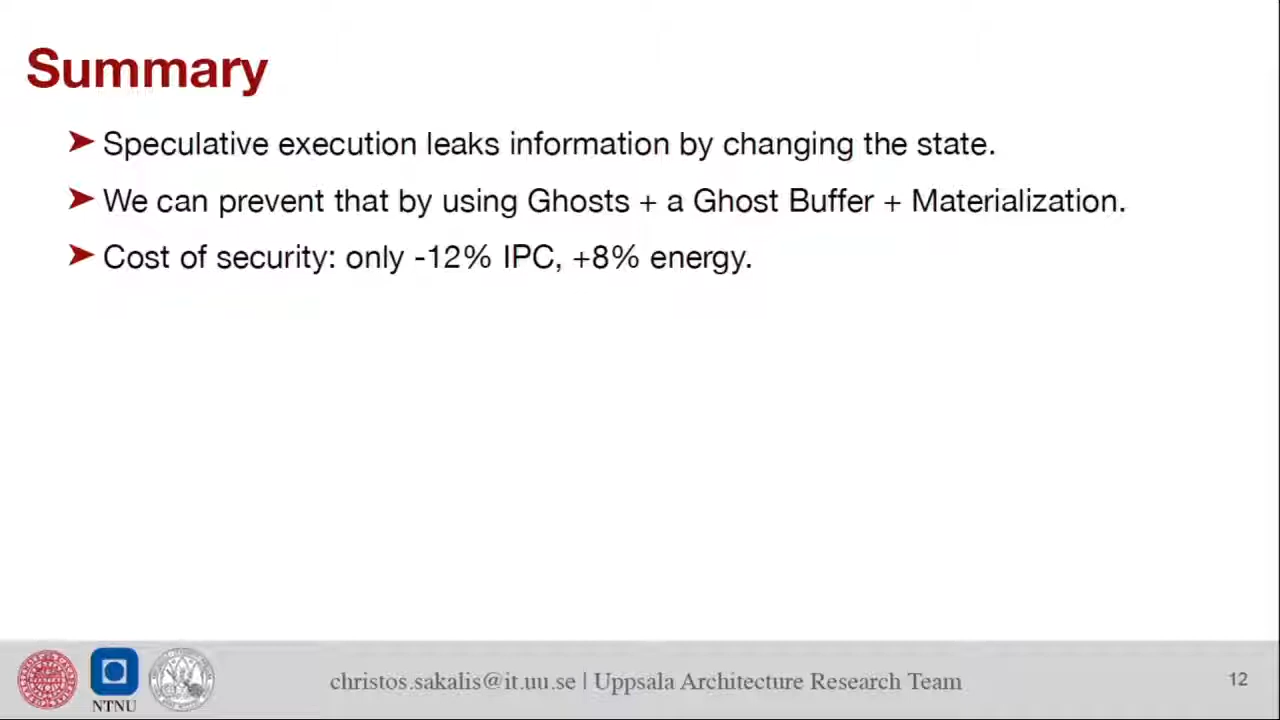 Summary
➤ Speculative execution leaks information by changing the state.
➤ We can prevent that by using Ghosts + a Ghost Buffer + Materialization.
➤ Cost of security: only -12% IPC, +8% energy.
NTNU
christos.sakalis@it.uu.se | Uppsala Architecture Research Team
12